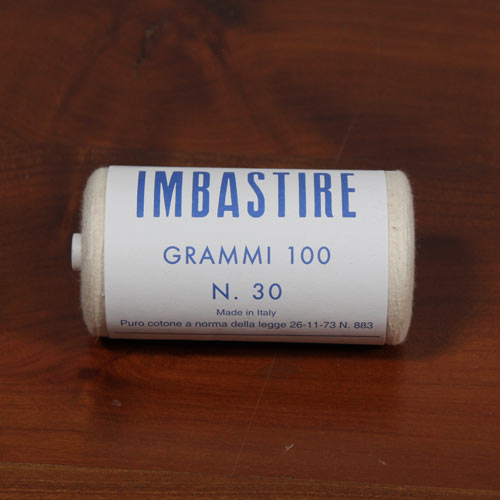 IMBASTIRE
GRAMMI 100
N. 30
Made in Italy
Puro cotone a norma della legge 26-11-73 N. 883